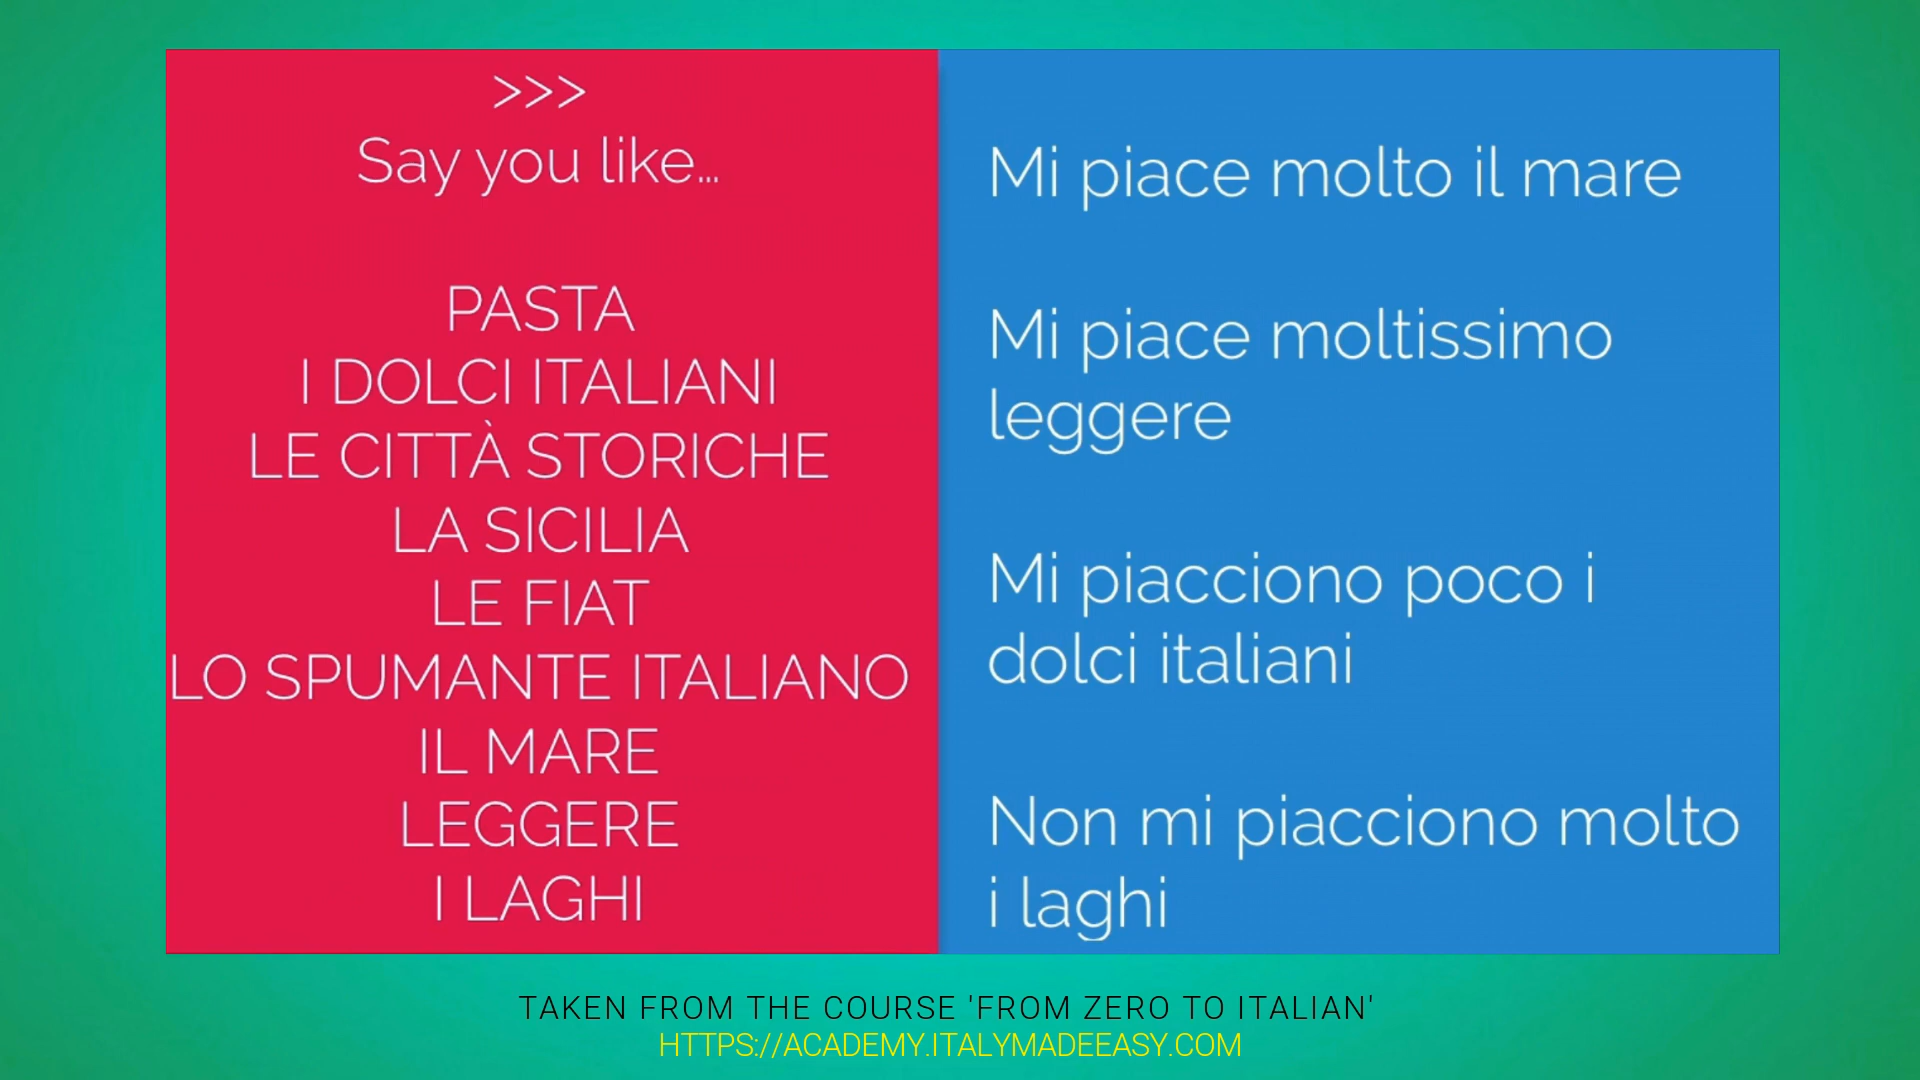 >>>
Say you like...
PASTA
I DOLCI ITALIANI
LE CITTÀ STORICHE
LA SICILIA
LE FIAT
LO SPUMANTE ITALIANO
IL MARE
LEGGERE
I LAGHI
Mi piace molto il mare
Mi piace moltissimo
leggere
Mi piacciono poco i
dolci italiani
Non mi piacciono molto
i laghi
TAKEN FROM THE COURSE 'FROM ZERO TO ITALIAN'
HTTPS://ACADEMY.ITALYMADEEASY.COM